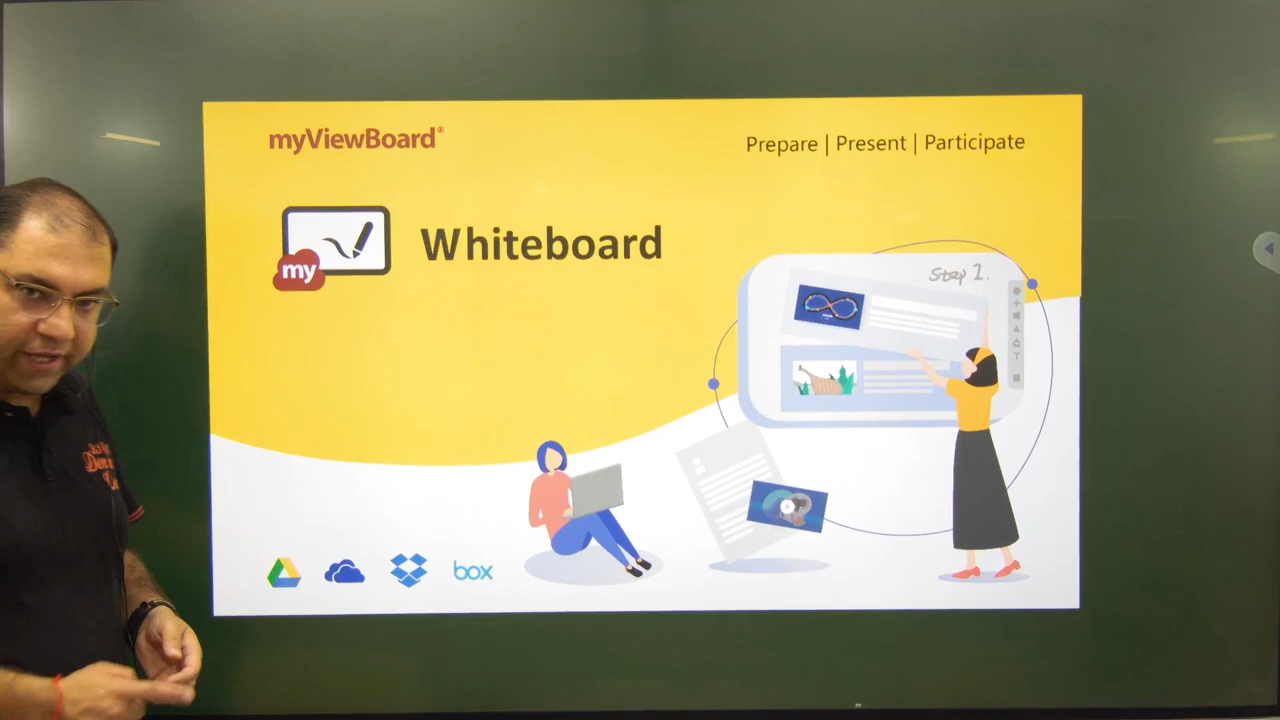 myViewBoard®
Prepare | Present | Participate
my
Whiteboard
Step 1.
box